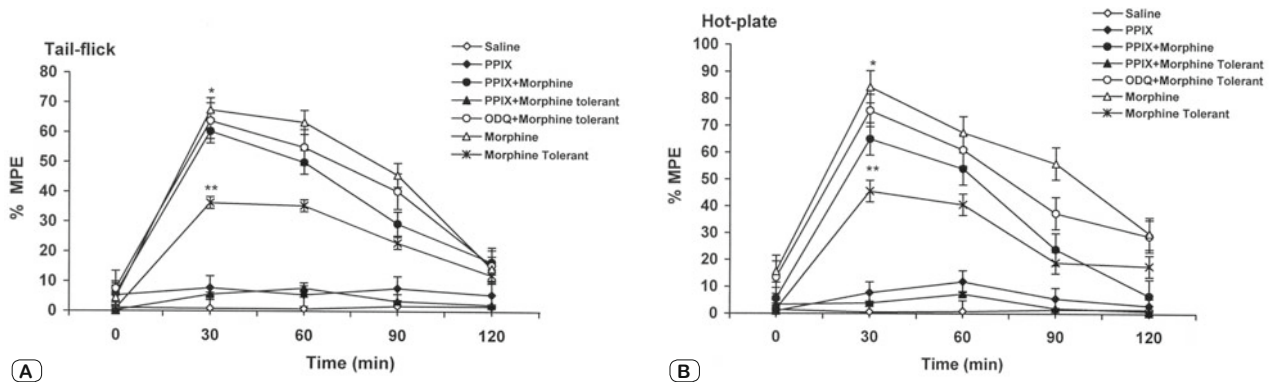 Tail-flick
Saline
PPIX
PPIX+Morphine
PPIX+Morphine tolerant
ODQ+Morphine tolerant
Morphine
Morphine Tolerant
% MPE
80
70
60
50
40
30
20
10
0
*
**
0 30 60 90 120
Time (min)
A
Hot-plate
Saline
PPIX
PPIX+Morphine
PPIX+Morphine Tolerant
ODQ+Morphine Tolerant
Morphine
Morphine Tolerant
% MPE
100
90
80
70
60
50
40
30
20
10
0
*
**
0 30 60 90 120
Time (min)
B